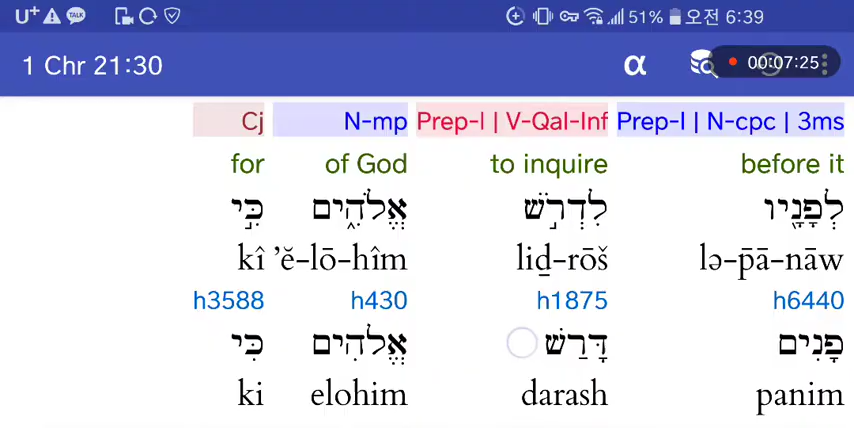 U+ TALK 51% 오전 6:39
1 Chr 21:30 α 00:07:25
Cj N-mp Prep-l | V-Qal-Inf Prep-l | N-cpc | 3ms
for of God to inquire before it
לְפָנָ֖יו לִדְרֹ֣שׁ אֱלֹהִ֑ים כִּ֣י
kî ’ĕ-lō-hîm liḏ-rōš lə-p̄ā-nāw
h3588 h430 h1875 h6440
פָּנִים דָּרַשׁ אֱלֹהִים כִּי
ki elohim darash panim